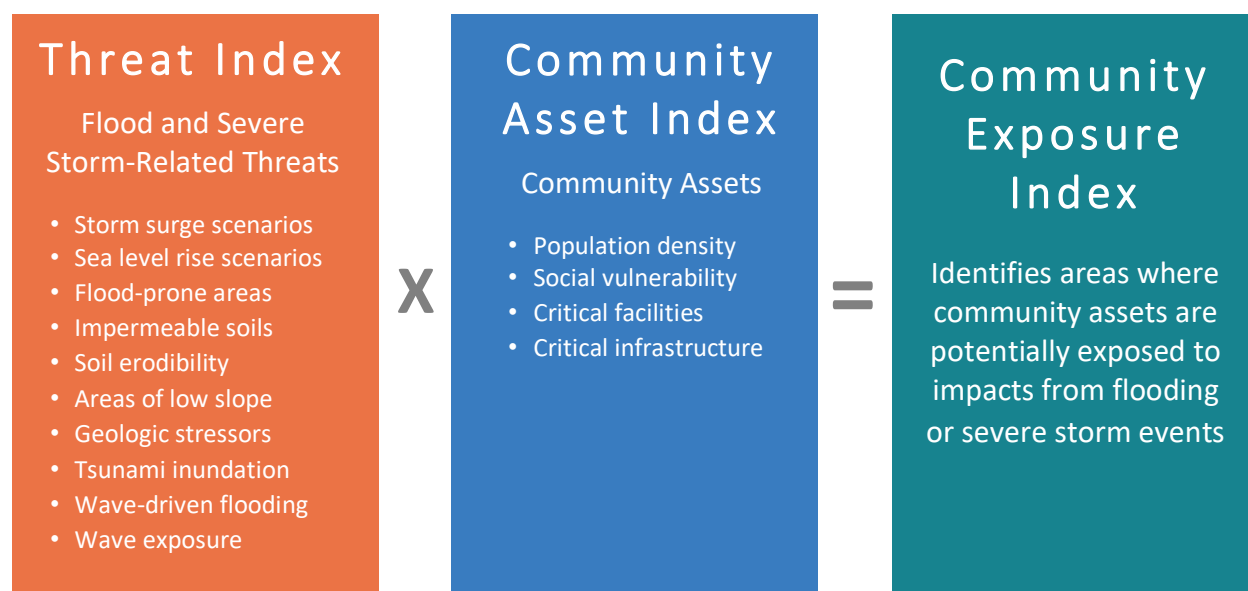 Threat Index
Flood and Severe
Storm-Related Threats
• Storm surge scenarios
• Sea level rise scenarios
• Flood-prone areas
• Impermeable soils
• Soil erodibility
• Areas of low slope
• Geologic stressors
• Tsunami inundation
• Wave-driven flooding
• Wave exposure
X
Community
Asset Index
Community Assets
• Population density
• Social vulnerability
• Critical facilities
• Critical infrastructure
=
Community
Exposure
Index
Identifies areas where
community assets are
potentially exposed to
impacts from flooding
or severe storm events